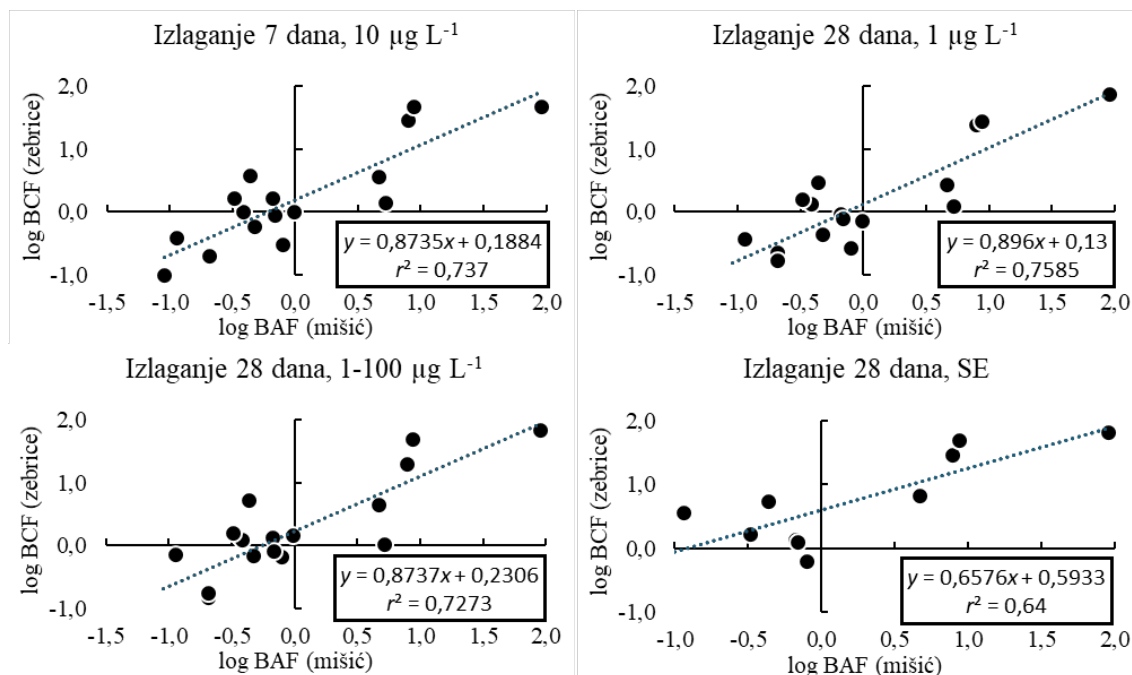 Izlaganje 7 dana, 10 µg L-1
2,0
1,0
0,0
-1,0
-1,5 -1,0 -0,5 0,0 0,5 1,0 1,5 2,0
log BCF (zebrice)
log BAF (mišić)
y = 0,8735x + 0,1884
r² = 0,737
Izlaganje 28 dana, 1 µg L-1
2,0
1,0
0,0
-1,0
-1,5 -1,0 -0,5 0,0 0,5 1,0 1,5 2,0
log BCF (zebrice)
log BAF (mišić)
y = 0,896x + 0,13
r² = 0,7585
Izlaganje 28 dana, 1-100 µg L-1
2,0
1,0
0,0
-1,0
-1,5 -1,0 -0,5 0,0 0,5 1,0 1,5 2,0
log BCF (zebrice)
log BAF (mišić)
y = 0,8737x + 0,2306
r² = 0,7273
Izlaganje 28 dana, SE
2,0
1,0
0,0
-1,0
-1,0 -0,5 0,0 0,5 1,0 1,5 2,0
log BCF (zebrice)
log BAF (mišić)
y = 0,6576x + 0,5933
r² = 0,64